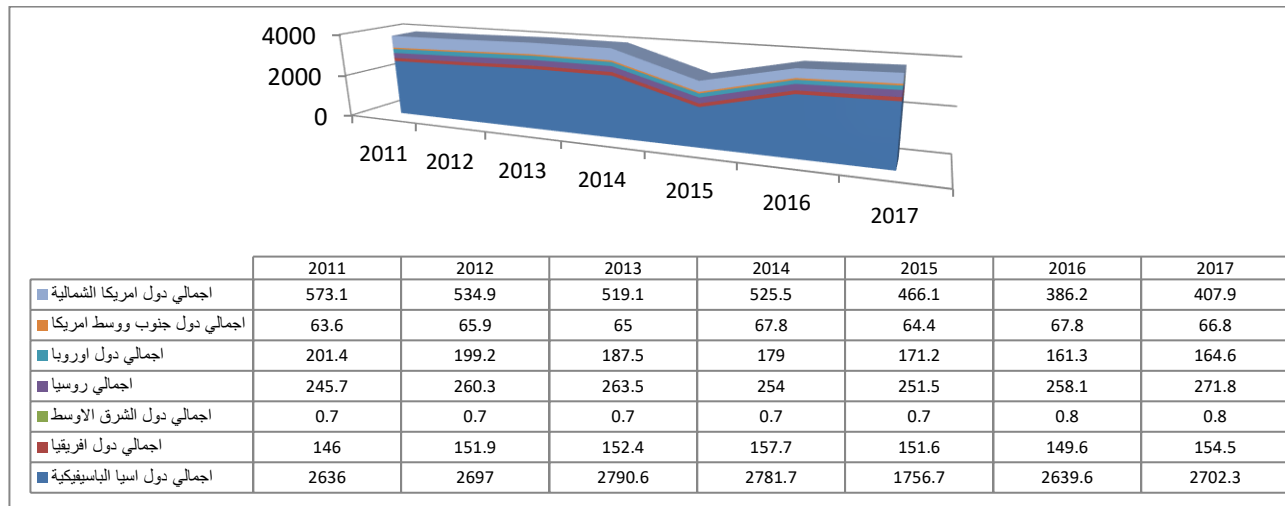 4000
2000
0
2011
2012
2013
2014
2015
2016
2017
2011 2012 2013 2014 2015 2016 2017
اجمالي دول امريكا الشمالية 573.1 534.9 519.1 525.5 466.1 386.2 407.9
اجمالي دول جنوب ووسط امريكا 63.6 65.9 65 67.8 64.4 67.8 66.8
اجمالي دول اوروبا 201.4 199.2 187.5 179 171.2 161.3 164.6
اجمالي روسيا 245.7 260.3 263.5 254 251.5 258.1 271.8
اجمالي دول الشرق الاوسط 0.7 0.7 0.7 0.7 0.7 0.8 0.8
اجمالي دول افريقيا 146 151.9 152.4 157.7 151.6 149.6 154.5
اجمالي دول اسيا الباسيفيكية 2636 2697 2790.6 2781.7 1756.7 2639.6 2702.3